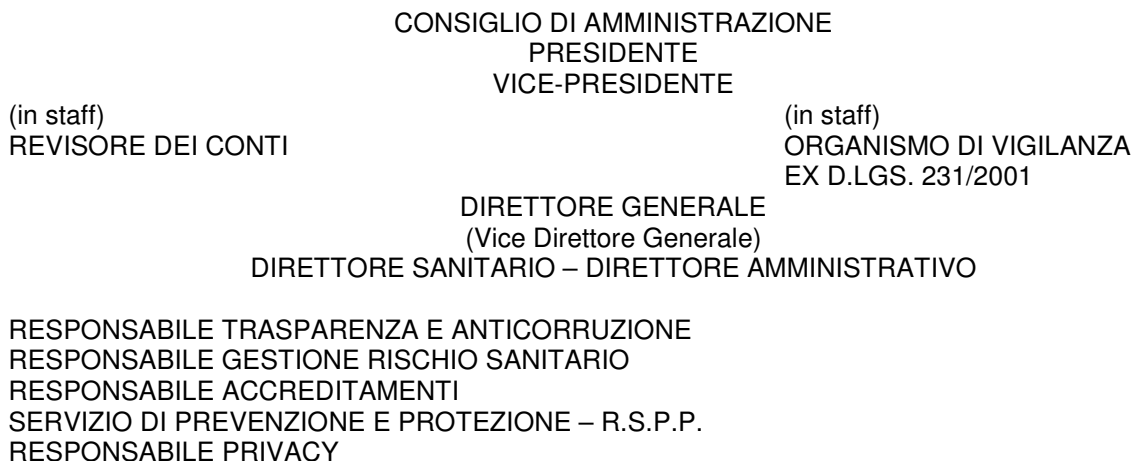 CONSIGLIO DI AMMINISTRAZIONE
PRESIDENTE
VICE-PRESIDENTE
(in staff) (in staff)
REVISORE DEI CONTI ORGANISMO DI VIGILANZA
EX D.LGS. 231/2001
DIRETTORE GENERALE
(Vice Direttore Generale)
DIRETTORE SANITARIO – DIRETTORE AMMINISTRATIVO
RESPONSABILE TRASPARENZA E ANTICORRUZIONE
RESPONSABILE GESTIONE RISCHIO SANITARIO
RESPONSABILE ACCREDITAMENTI
SERVIZIO DI PREVENZIONE E PROTEZIONE – R.S.P.P.
RESPONSABILE PRIVACY